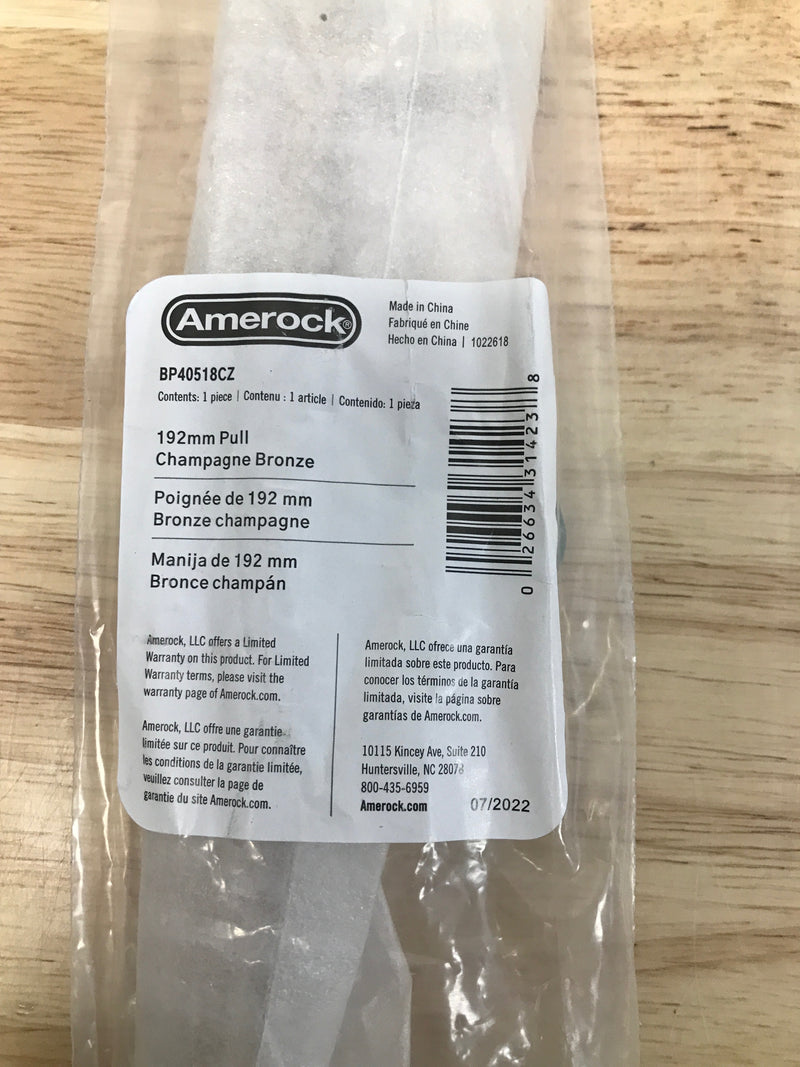 Amerock®
Made in China
Fabriqué en Chine
Hecho en China | 1022618
BP40518CZ
Contents: 1 piece | Contenu : 1 article | Contenido: 1 pieza
192mm Pull
Champagne Bronze
Poignée de 192 mm
Bronze champagne
Manija de 192 mm
Bronce champán
0 26634 31423 8
Amerock, LLC offers a Limited
Warranty on this product. For Limited
Warranty terms, please visit the
warranty page of Amerock.com.
Amerock, LLC offre une garantie
limitée sur ce produit. Pour connaître
les conditions de la garantie limitée,
veuillez consulter la page de
garantie du site Amerock.com.
Amerock, LLC ofrece una garantía
limitada sobre este producto. Para
conocer los términos de la garantía
limitada, visite la página sobre
garantías de Amerock.com.
10115 Kincey Ave, Suite 210
Huntersville, NC 28078
800-435-6959
Amerock.com 07/2022